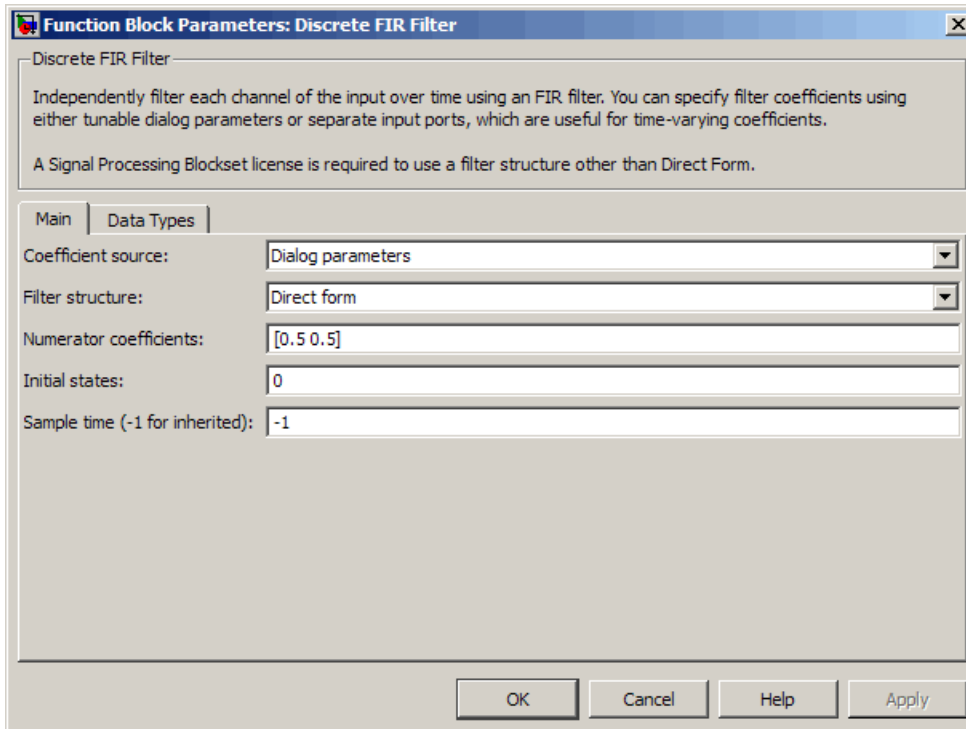 Function Block Parameters: Discrete FIR Filter
Discrete FIR Filter
Independently filter each channel of the input over time using an FIR filter. You can specify filter coefficients using
either tunable dialog parameters or separate input ports, which are useful for time-varying coefficients.
A Signal Processing Blockset license is required to use a filter structure other than Direct Form.
Main Data Types
Coefficient source: Dialog parameters
Filter structure: Direct form
Numerator coefficients: [0.5 0.5]
Initial states: 0
Sample time (-1 for inherited): -1
OK Cancel Help Apply